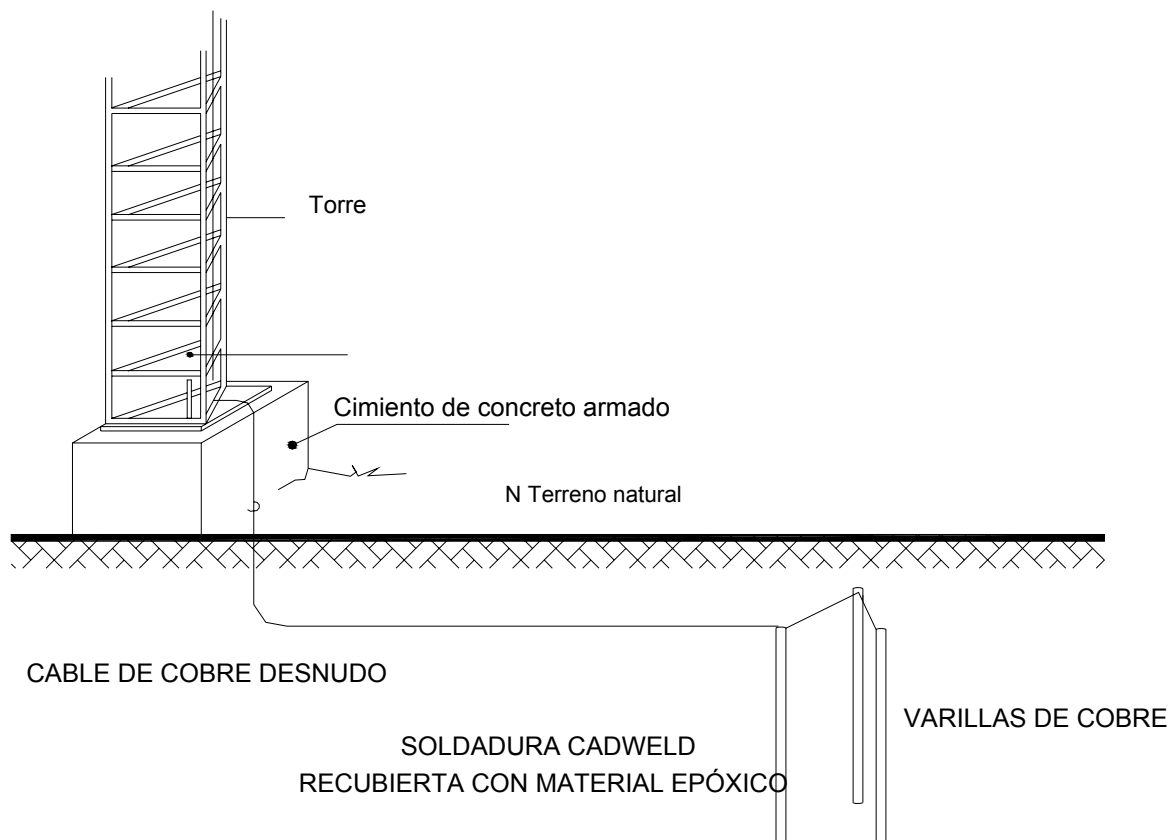 Torre
Cimiento de concreto armado
N Terreno natural
CABLE DE COBRE DESNUDO
VARILLAS DE COBRE
SOLDADURA CADWELD
RECUBIERTA CON MATERIAL EPÓXICO